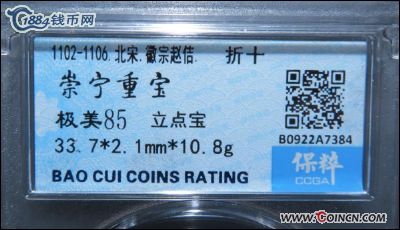 1884钱币网
1102-1106. 北宋. 徽宗赵佶. 折十
崇宁重宝
极美85 立点宝
33.7*2.1mm*10.8g
BAO CUI COINS RATING
B0922A7384
保粹
CCGA
WWW.COINCN.COM